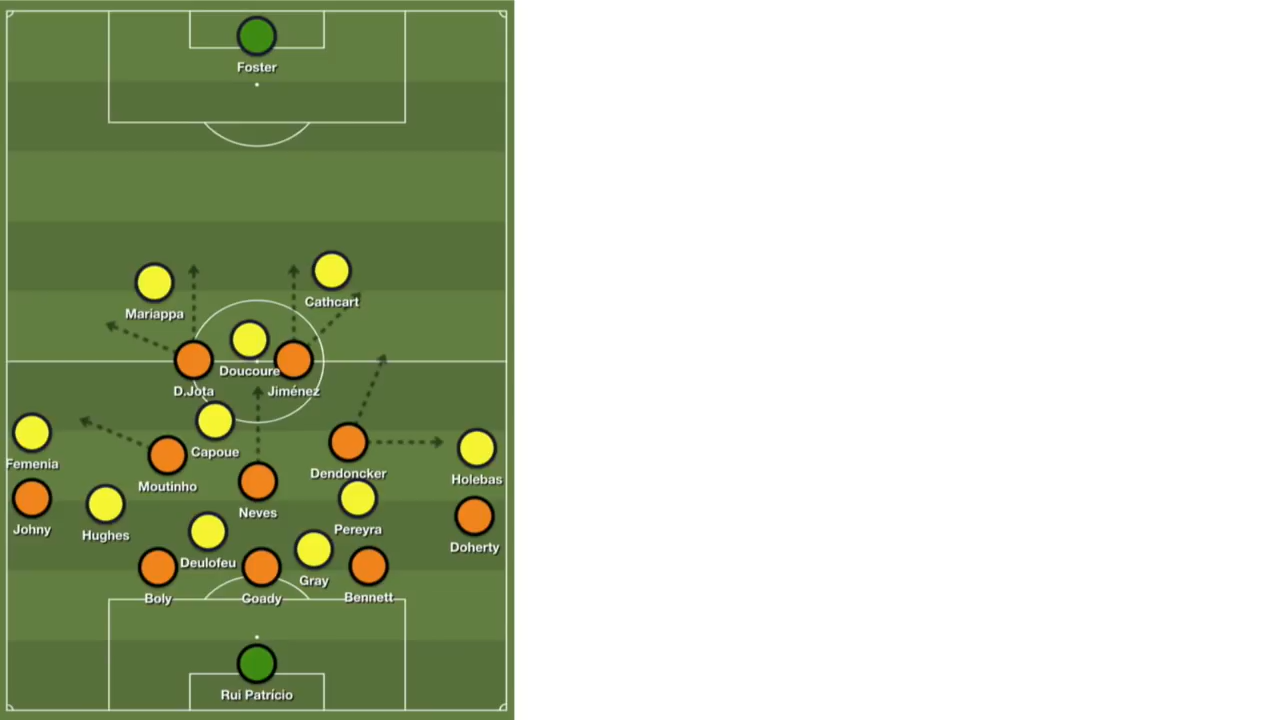 Foster
Mariappa
Cathcart
Doucoure
D.Jota
Jiménez
Capoue
Femenia
Moutinho
Dendoncker
Holebas
Neves
Johny
Hughes
Pereyra
Doherty
Deulofeu
Gray
Boly
Coady
Bennett
Rui Patrício